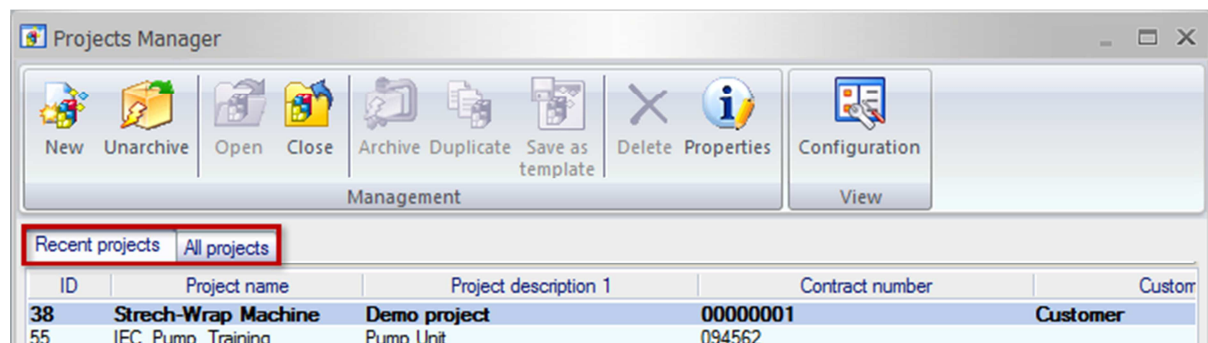 Projects Manager
New Unarchive Open Close Archive Duplicate Save as template Delete Properties Configuration
Management View
Recent projects All projects
ID Project name Project description 1 Contract number Custom
38 Strech-Wrap Machine Demo project 00000001 Customer
55 IEC_Pump_Training Pump Unit 094562